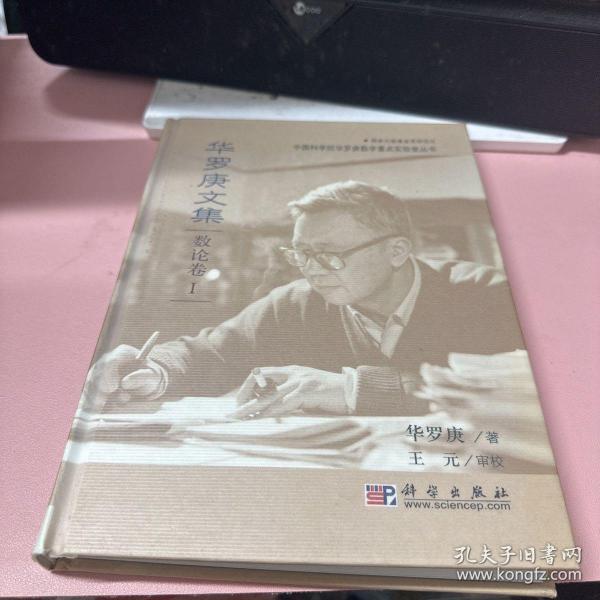 中国科学院华罗庚数学重点实验室丛书
华罗庚文集
数论卷 I
华罗庚/著
王 元/审校
科学出版社
www.sciencep.com
孔夫子旧书网
www.kongfz.com